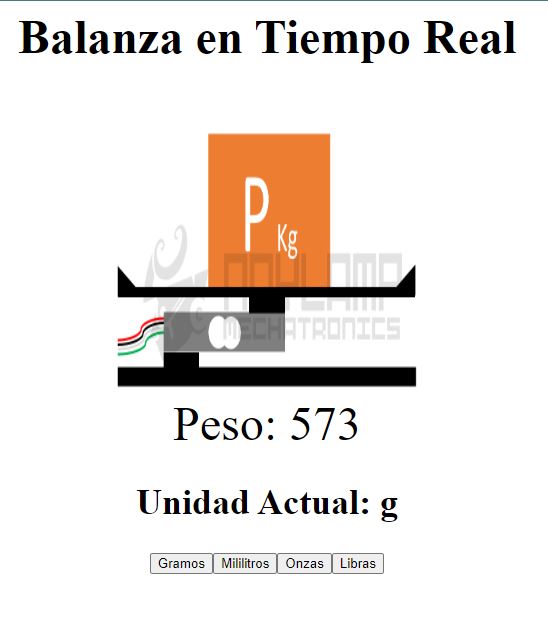 Balanza en Tiempo Real
P Kg
NAYLAMP
MECHATRONICS
Peso: 573
Unidad Actual: g
Gramos Mililitros Onzas Libras